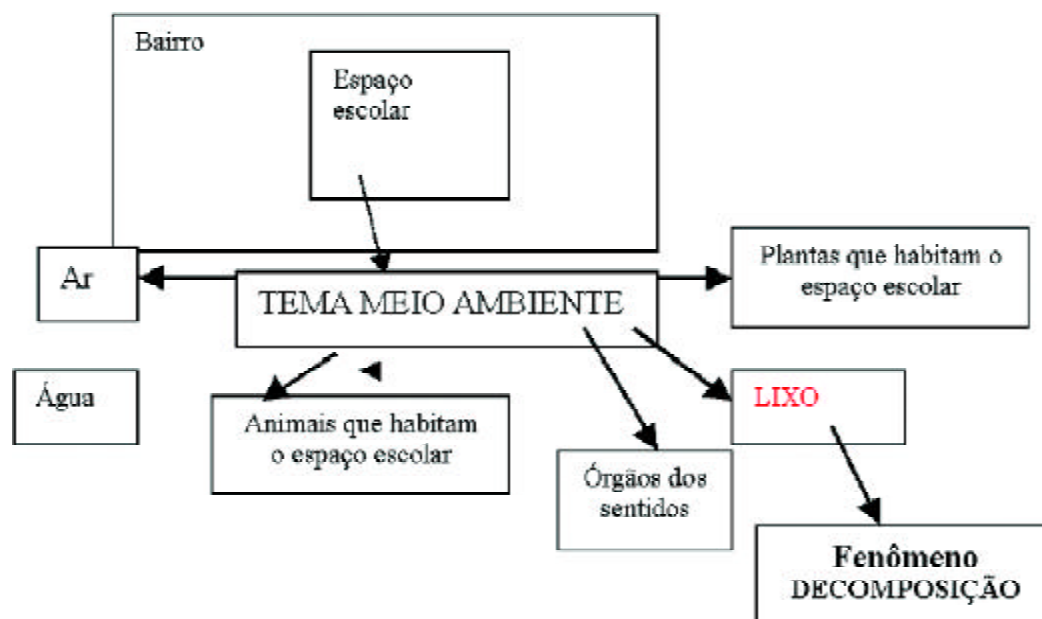 Bairro
Espaço
escolar
Ar
TEMA MEIO AMBIENTE
Plantas que habitam o
espaço escolar
Água
Animais que habitam
o espaço escolar
LIXO
Órgãos dos
sentidos
Fenômeno
DECOMPOSIÇÃO